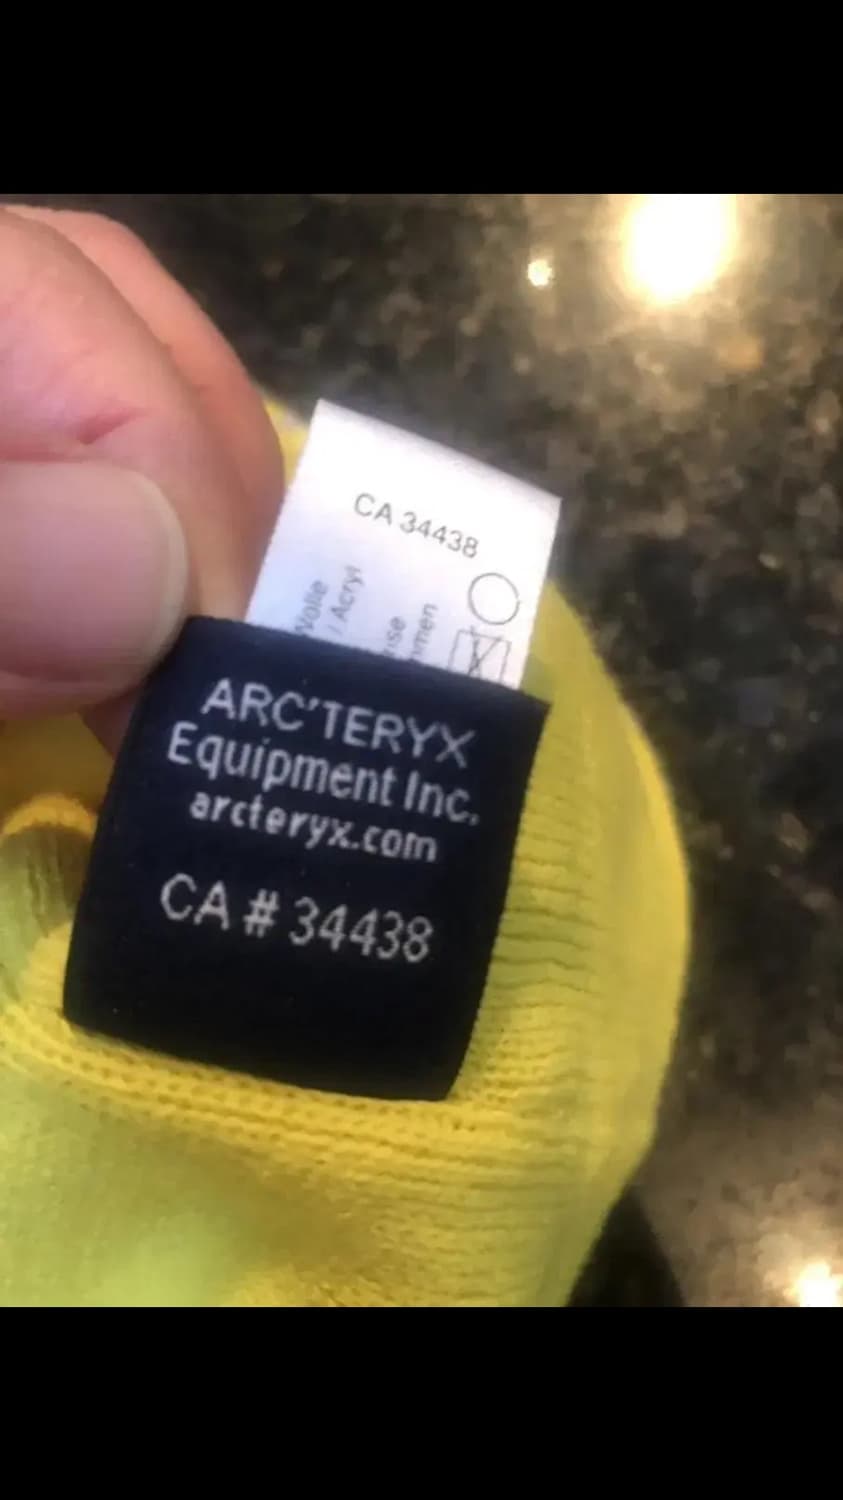 CA 34438
/ Acryl
ARC'TERYX
Equipment Inc.
arcteryx.com
CA # 34438